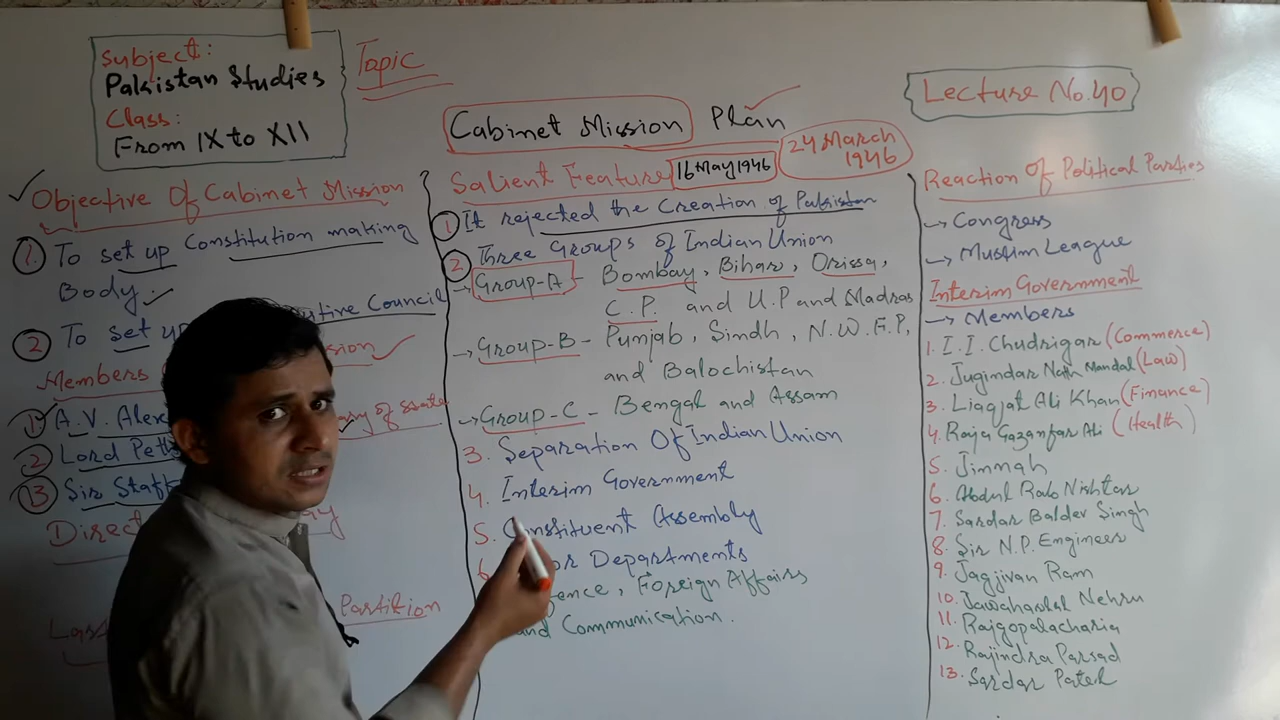 Subject:
Pakistan Studies
Class:
From IX to XII
Topic
Cabinet Mission Plan
Lecture No.40
Objective Of Cabinet Mission
1. To set up Constitution making
Body
2 To set up
Council
Members
1 A.V.
of state
2 Lord
3 Sir
Partition
Salient Feature 16 May 1946
24 March
1946
1 It rejected the Creation of Pakistan
2 Three Groups of Indian Union
→ Group-A - Bombay, Bihar, Orissa,
C.P. and U.P and Madras
→ Group-B - Punjab, Sindh, N.W.F.P,
and Balochistan
→ Group-C - Bengal and Assam
3. Separation Of Indian Union
4. Interim Government
5. Constituent Assembly
6 Departments
Foreign Affairs
and Communication.
Reaction Of Political Parties
→ Congress
→ Muslim League
Interim Government
→ Members
1. I.I. Chudrigar (Commerce)
2. Jugindar Nath Mandal (Law)
3. Liaqat Ali Khan (Finance)
4. Raja Gazanfar Ali (Health)
5. Jinnah
6. Abdul Rab Nishtar
7. Sardar Baldev Singh
8. Sir N.P. Engineer
9. Jagjivan Ram
10. Jawaharlal Nehru
11. Rajgopalacharia
12. Rajindra Parsad
13. Sardar Patel